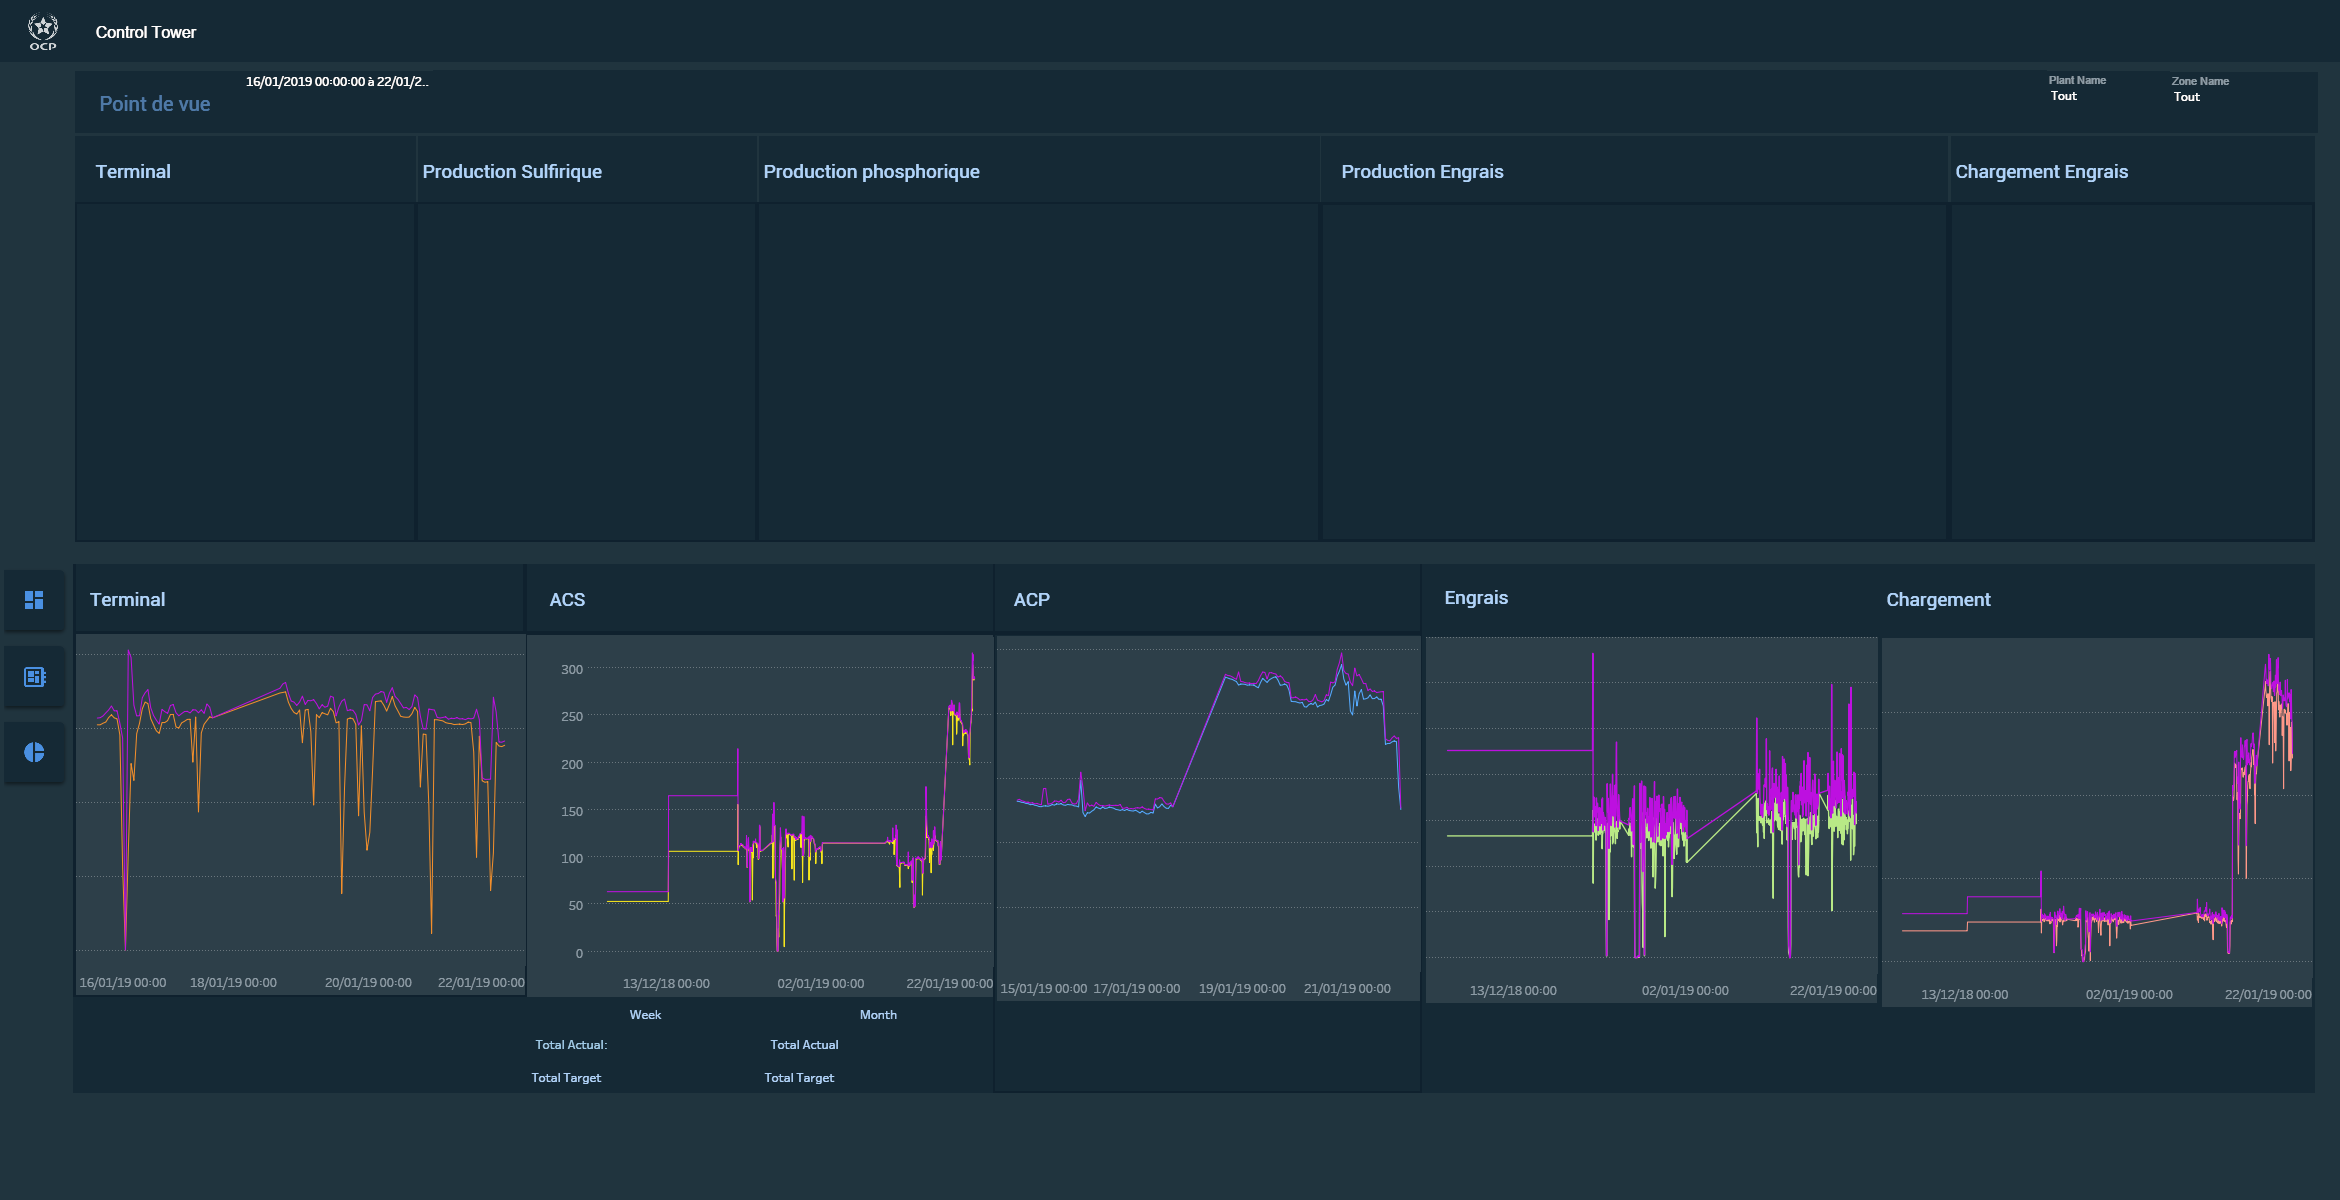 OCP
Control Tower
16/01/2019 00:00:00 à 22/01/2...
Point de vue
Plant Name
Tout
Zone Name
Tout
Terminal
Production Sulfirique
Production phosphorique
Production Engrais
Chargement Engrais
Terminal
16/01/19 00:00 18/01/19 00:00 20/01/19 00:00 22/01/19 00:00
ACS
300
250
200
150
100
50
0
13/12/18 00:00 02/01/19 00:00 22/01/19 00:00
Week
Month
Total Actual:
Total Actual
Total Target
Total Target
ACP
15/01/19 00:00 17/01/19 00:00 19/01/19 00:00 21/01/19 00:00
Engrais
13/12/18 00:00 02/01/19 00:00 22/01/19 00:00
Chargement
13/12/18 00:00 02/01/19 00:00 22/01/19 00:00